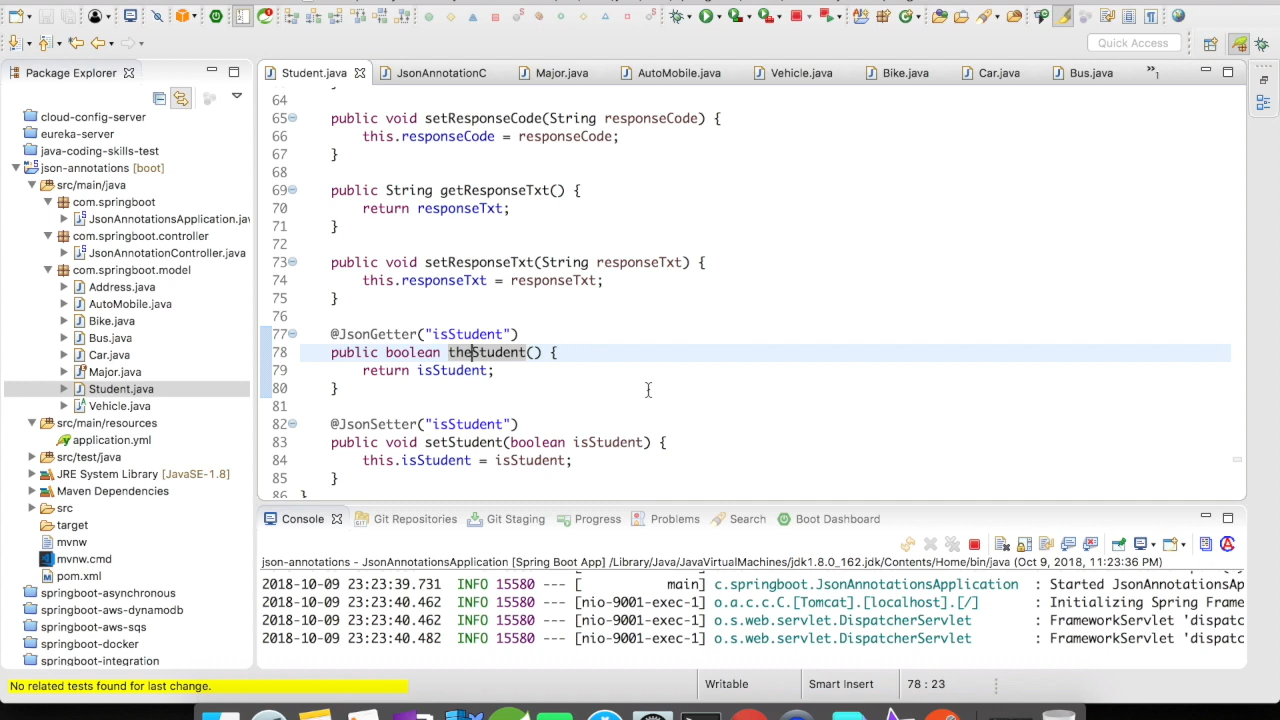 Quick Access
Package Explorer
Student.java
JsonAnnotationC
Major.java
AutoMobile.java
Vehicle.java
Bike.java
Car.java
Bus.java
»1
cloud-config-server
eureka-server
java-coding-skills-test
json-annotations [boot]
src/main/java
com.springboot
JsonAnnotationsApplication.jav
com.springboot.controller
JsonAnnotationController.java
com.springboot.model
Address.java
AutoMobile.java
Bike.java
Bus.java
Car.java
Major.java
Student.java
Vehicle.java
src/main/resources
application.yml
src/test/java
JRE System Library [JavaSE-1.8]
Maven Dependencies
src
target
mvnw
mvnw.cmd
pom.xml
springboot-asynchronous
springboot-aws-dynamodb
springboot-aws-sqs
springboot-docker
springboot-integration
64
65 public void setResponseCode(String responseCode) {
66 this.responseCode = responseCode;
67 }
68
69 public String getResponseTxt() {
70 return responseTxt;
71 }
72
73 public void setResponseTxt(String responseTxt) {
74 this.responseTxt = responseTxt;
75 }
76
77 @JsonGetter("isStudent")
78 public boolean theStudent() {
79 return isStudent;
80 }
81
82 @JsonSetter("isStudent")
83 public void setStudent(boolean isStudent) {
84 this.isStudent = isStudent;
85 }
86 }
Console
Git Repositories
Git Staging
Progress
Problems
Search
Boot Dashboard
json-annotations - JsonAnnotationsApplication [Spring Boot App] /Library/Java/JavaVirtualMachines/jdk1.8.0_162.jdk/Contents/Home/bin/java (Oct 9, 2018, 11:23:36 PM)
2018-10-09 23:23:39.731 INFO 15580 --- [ main] c.springboot.JsonAnnotationsApplication : Started JsonAnnotationsAp
2018-10-09 23:23:40.462 INFO 15580 --- [nio-9001-exec-1] o.a.c.c.C.[Tomcat].[localhost].[/] : Initializing Spring Frame
2018-10-09 23:23:40.462 INFO 15580 --- [nio-9001-exec-1] o.s.web.servlet.DispatcherServlet : FrameworkServlet 'dispatc
2018-10-09 23:23:40.482 INFO 15580 --- [nio-9001-exec-1] o.s.web.servlet.DispatcherServlet : FrameworkServlet 'dispatc
No related tests found for last change.
Writable
Smart Insert
78 : 23